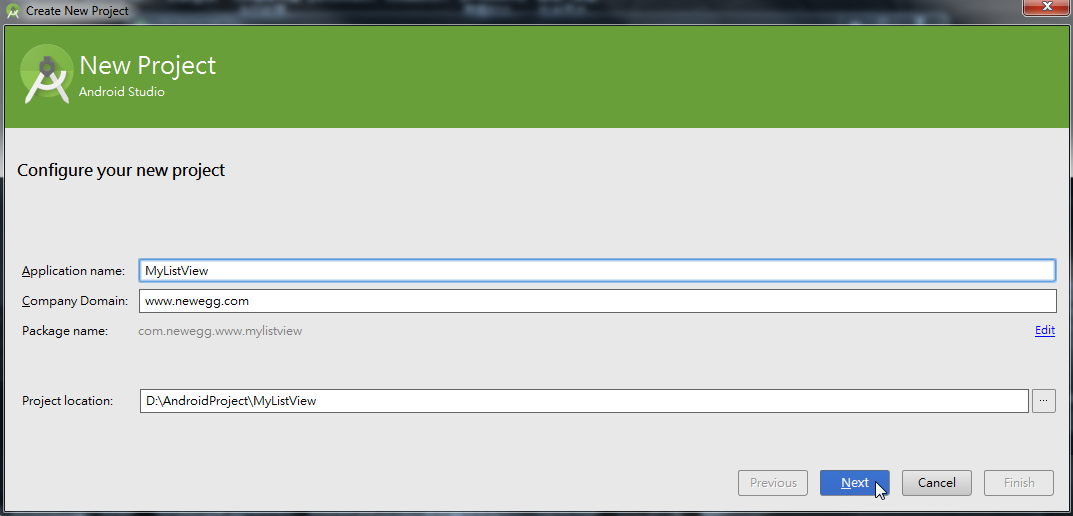 Create New Project
New Project
Android Studio
Configure your new project
Application name: MyListView
Company Domain: www.newegg.com
Package name: com.newegg.www.mylistview Edit
Project location: D:\AndroidProject\MyListView ...
Previous Next Cancel Finish